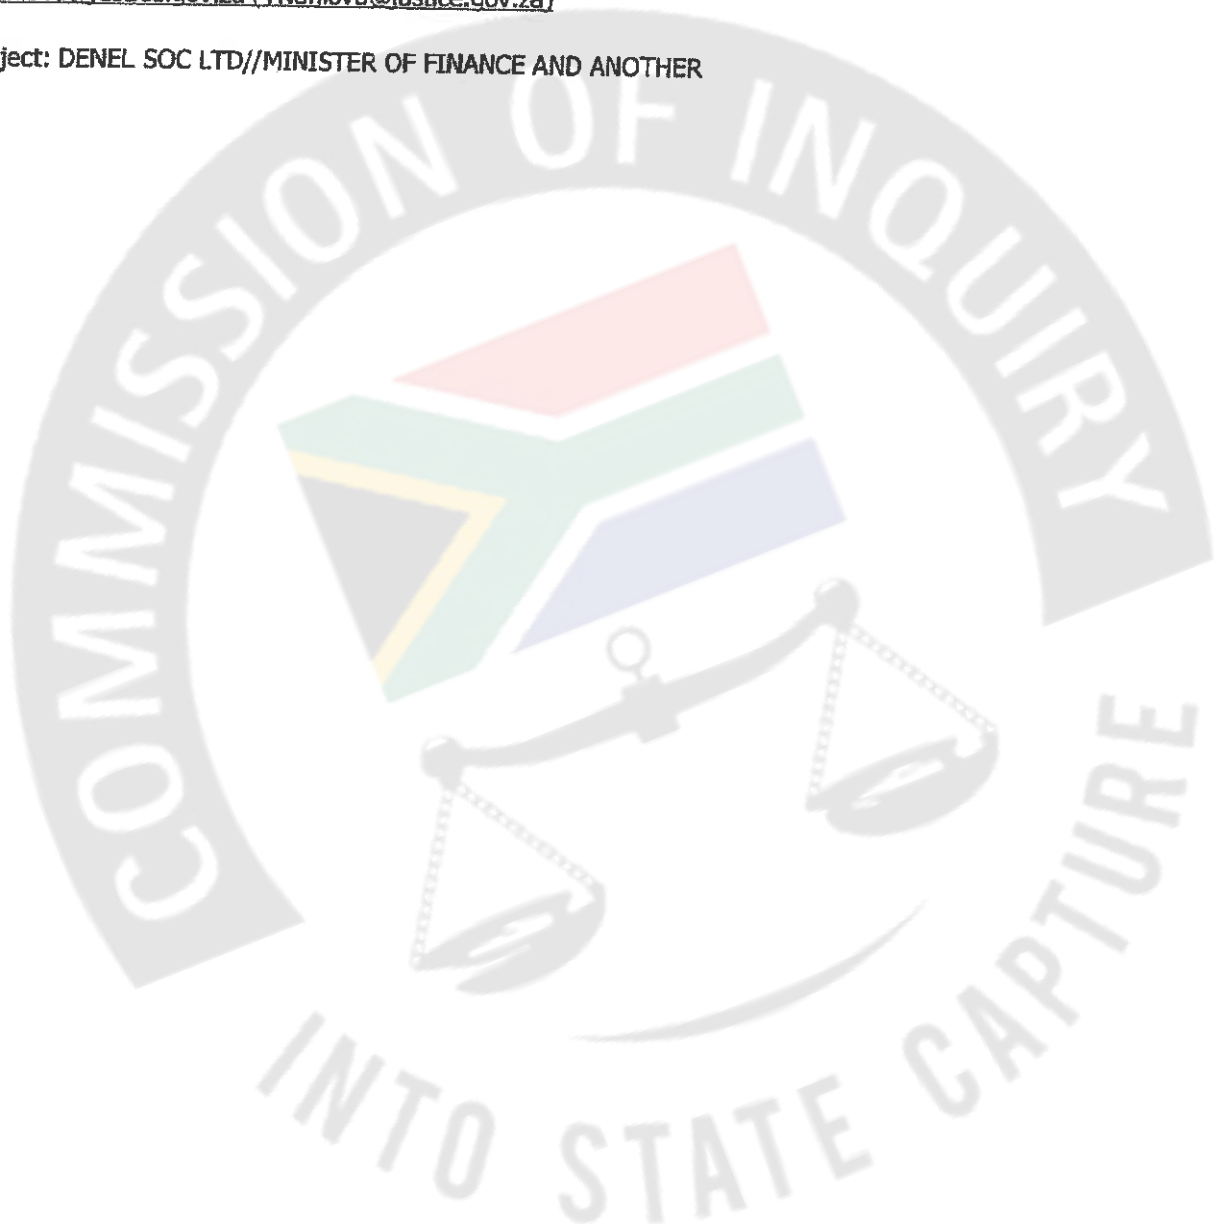 ject: DENEL SOC LTD//MINISTER OF FINANCE AND ANOTHER
COMMISSION OF INQUIRY
INTO STATE CAPTURE